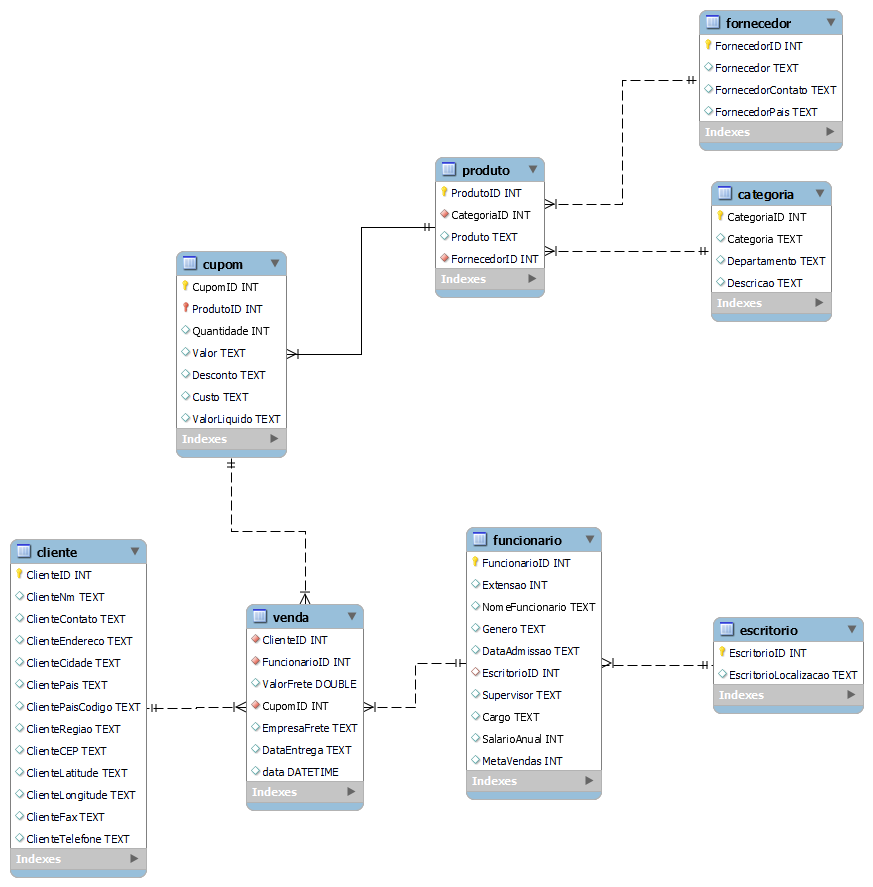 fornecedor
FornecedorID INT
Fornecedor TEXT
FornecedorContato TEXT
FornecedorPais TEXT
Indexes
produto
ProdutoID INT
CategoriaID INT
Produto TEXT
FornecedorID INT
Indexes
categoria
CategoriaID INT
Categoria TEXT
Departamento TEXT
Descricao TEXT
Indexes
cupom
CupomID INT
ProdutoID INT
Quantidade INT
Valor TEXT
Desconto TEXT
Custo TEXT
ValorLiquido TEXT
Indexes
cliente
ClienteID INT
ClienteNm TEXT
ClienteContato TEXT
ClienteEndereco TEXT
ClienteCidade TEXT
ClientePais TEXT
ClientePaisCodigo TEXT
ClienteRegiao TEXT
ClienteCEP TEXT
ClienteLatitude TEXT
ClienteLongitude TEXT
ClienteFax TEXT
ClienteTelefone TEXT
Indexes
venda
ClienteID INT
FuncionarioID INT
ValorFrete DOUBLE
CupomID INT
EmpresaFrete TEXT
DataEntrega TEXT
data DATETIME
Indexes
funcionario
FuncionarioID INT
Extensao INT
NomeFuncionario TEXT
Genero TEXT
DataAdmissao TEXT
EscritorioID INT
Supervisor TEXT
Cargo TEXT
SalarioAnual INT
MetaVendas INT
Indexes
escritorio
EscritorioID INT
EscritorioLocalizacao TEXT
Indexes